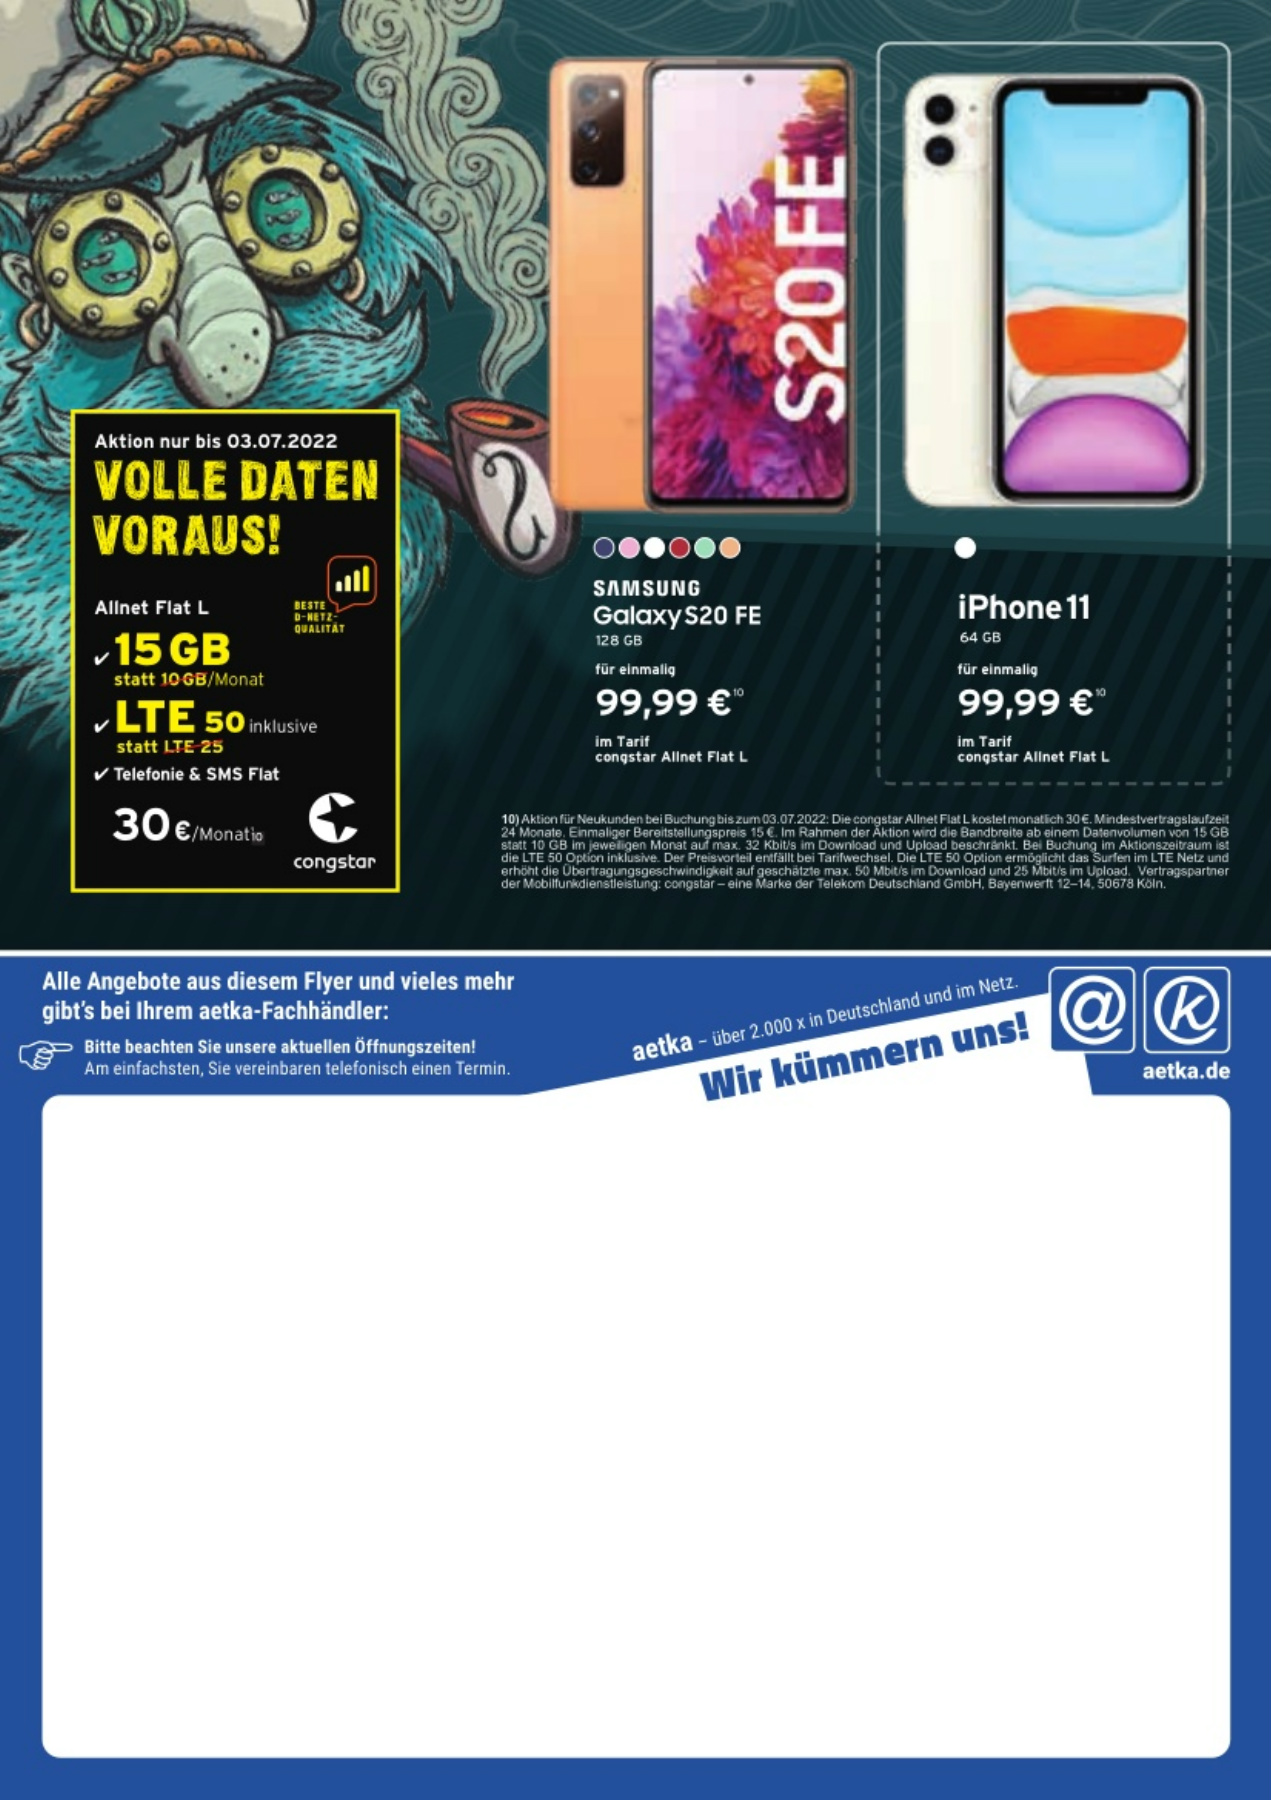 S20 FE
Aktion nur bis 03.07.2022
VOLLE DATEN
VORAUS!
BESTE
D-NETZ-
QUALITÄT
Allnet Flat L
✔ 15 GB
statt 10 GB/Monat
✔ LTE 50 inklusive
statt LTE 25
✔ Telefonie & SMS Flat
30 €/Monat10
congstar
SAMSUNG
Galaxy S20 FE
128 GB
für einmalig
99,99 €10
im Tarif
congstar Allnet Flat L
iPhone 11
64 GB
für einmalig
99,99 €10
im Tarif
congstar Allnet Flat L
10) Aktion für Neukunden bei Buchung bis zum 03.07.2022: Die congstar Allnet Flat L kostet monatlich 30 €. Mindestvertragslaufzeit
24 Monate. Einmaliger Bereitstellungspreis 15 €. Im Rahmen der Aktion wird die Bandbreite ab einem Datenvolumen von 15 GB
statt 10 GB im jeweiligen Monat auf max. 32 Kbit/s im Download und Upload beschränkt. Bei Buchung im Aktionszeitraum ist
die LTE 50 Option inklusive. Der Preisvorteil entfällt bei Tarifwechsel. Die LTE 50 Option ermöglicht das Surfen im LTE Netz und
erhöht die Übertragungsgeschwindigkeit auf geschätzte max. 50 Mbit/s im Download und 25 Mbit/s im Upload. Vertragspartner
der Mobilfunkdienstleistung: congstar – eine Marke der Telekom Deutschland GmbH, Bayenwerft 12–14, 50678 Köln.
Alle Angebote aus diesem Flyer und vieles mehr
gibt's bei Ihrem aetka-Fachhändler:
Bitte beachten Sie unsere aktuellen Öffnungszeiten!
Am einfachsten, Sie vereinbaren telefonisch einen Termin.
aetka – über 2.000 x in Deutschland und im Netz.
Wir kümmern uns!
@ k
aetka.de